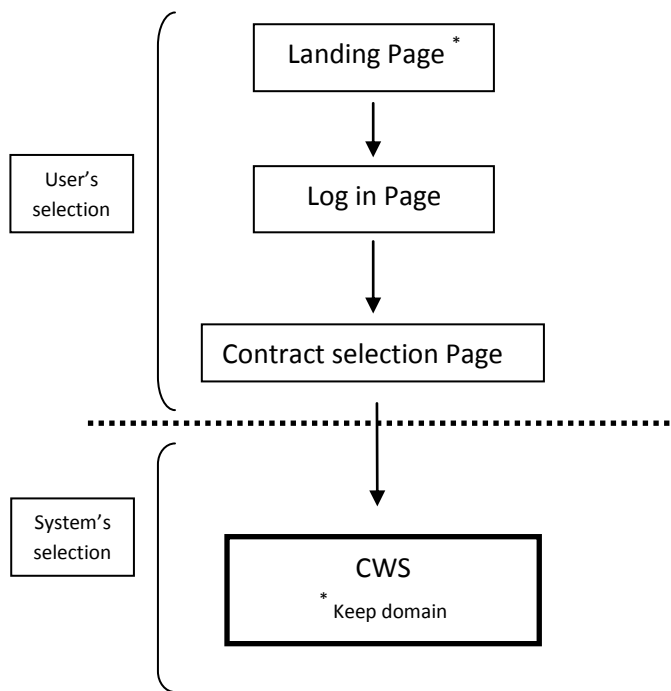 Landing Page *
User's
selection
Log in Page
Contract selection Page
System's
selection
CWS
* Keep domain